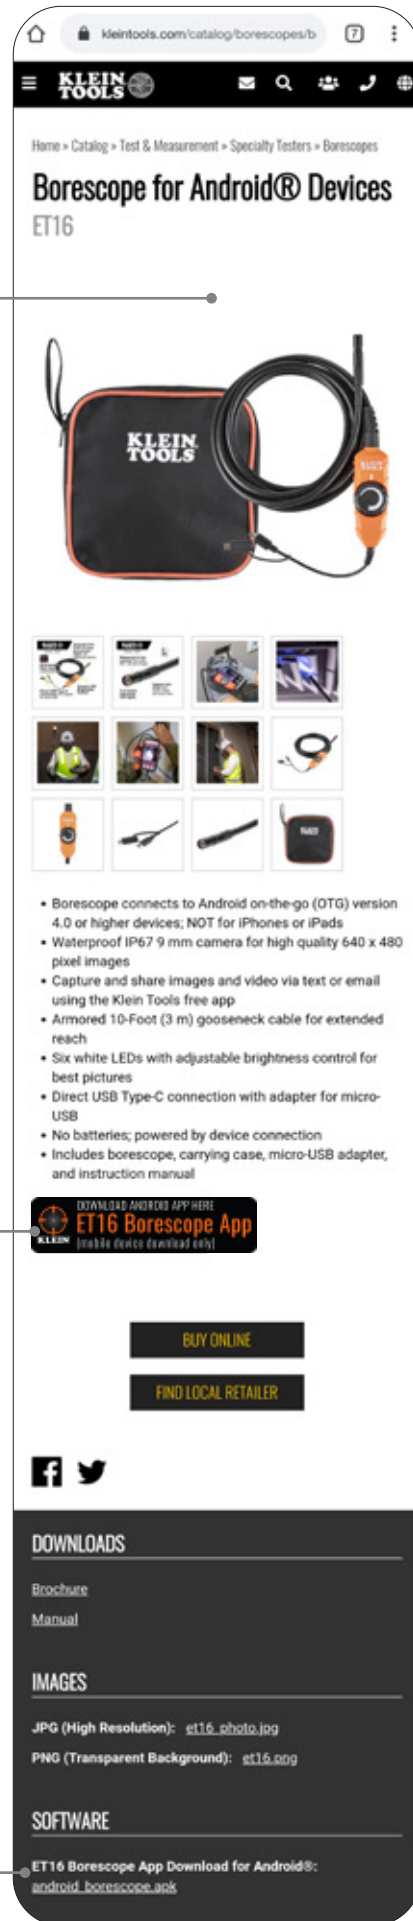 kleintools.com/catalog/borescopes/b
7
KLEIN
TOOLS
Home » Catalog » Test & Measurement » Specialty Testers » Borescopes
Borescope for Android® Devices
ET16
KLEIN
TOOLS
KLEIN
TOOLS
• Borescope connects to Android on-the-go (OTG) version
4.0 or higher devices; NOT for iPhones or iPads
• Waterproof IP67 9 mm camera for high quality 640 x 480
pixel images
• Capture and share images and video via text or email
using the Klein Tools free app
• Armored 10-Foot (3 m) gooseneck cable for extended
reach
• Six white LEDs with adjustable brightness control for
best pictures
• Direct USB Type-C connection with adapter for micro-
USB
• No batteries; powered by device connection
• Includes borescope, carrying case, micro-USB adapter,
and instruction manual
DOWNLOAD ANDROID APP HERE
ET16 Borescope App
KLEIN
(mobile device download only)
BUY ONLINE
FIND LOCAL RETAILER
DOWNLOADS
Brochure
Manual
IMAGES
JPG (High Resolution): et16_photo.jpg
PNG (Transparent Background): et16.png
SOFTWARE
ET16 Borescope App Download for Android®:
android_borescope.apk